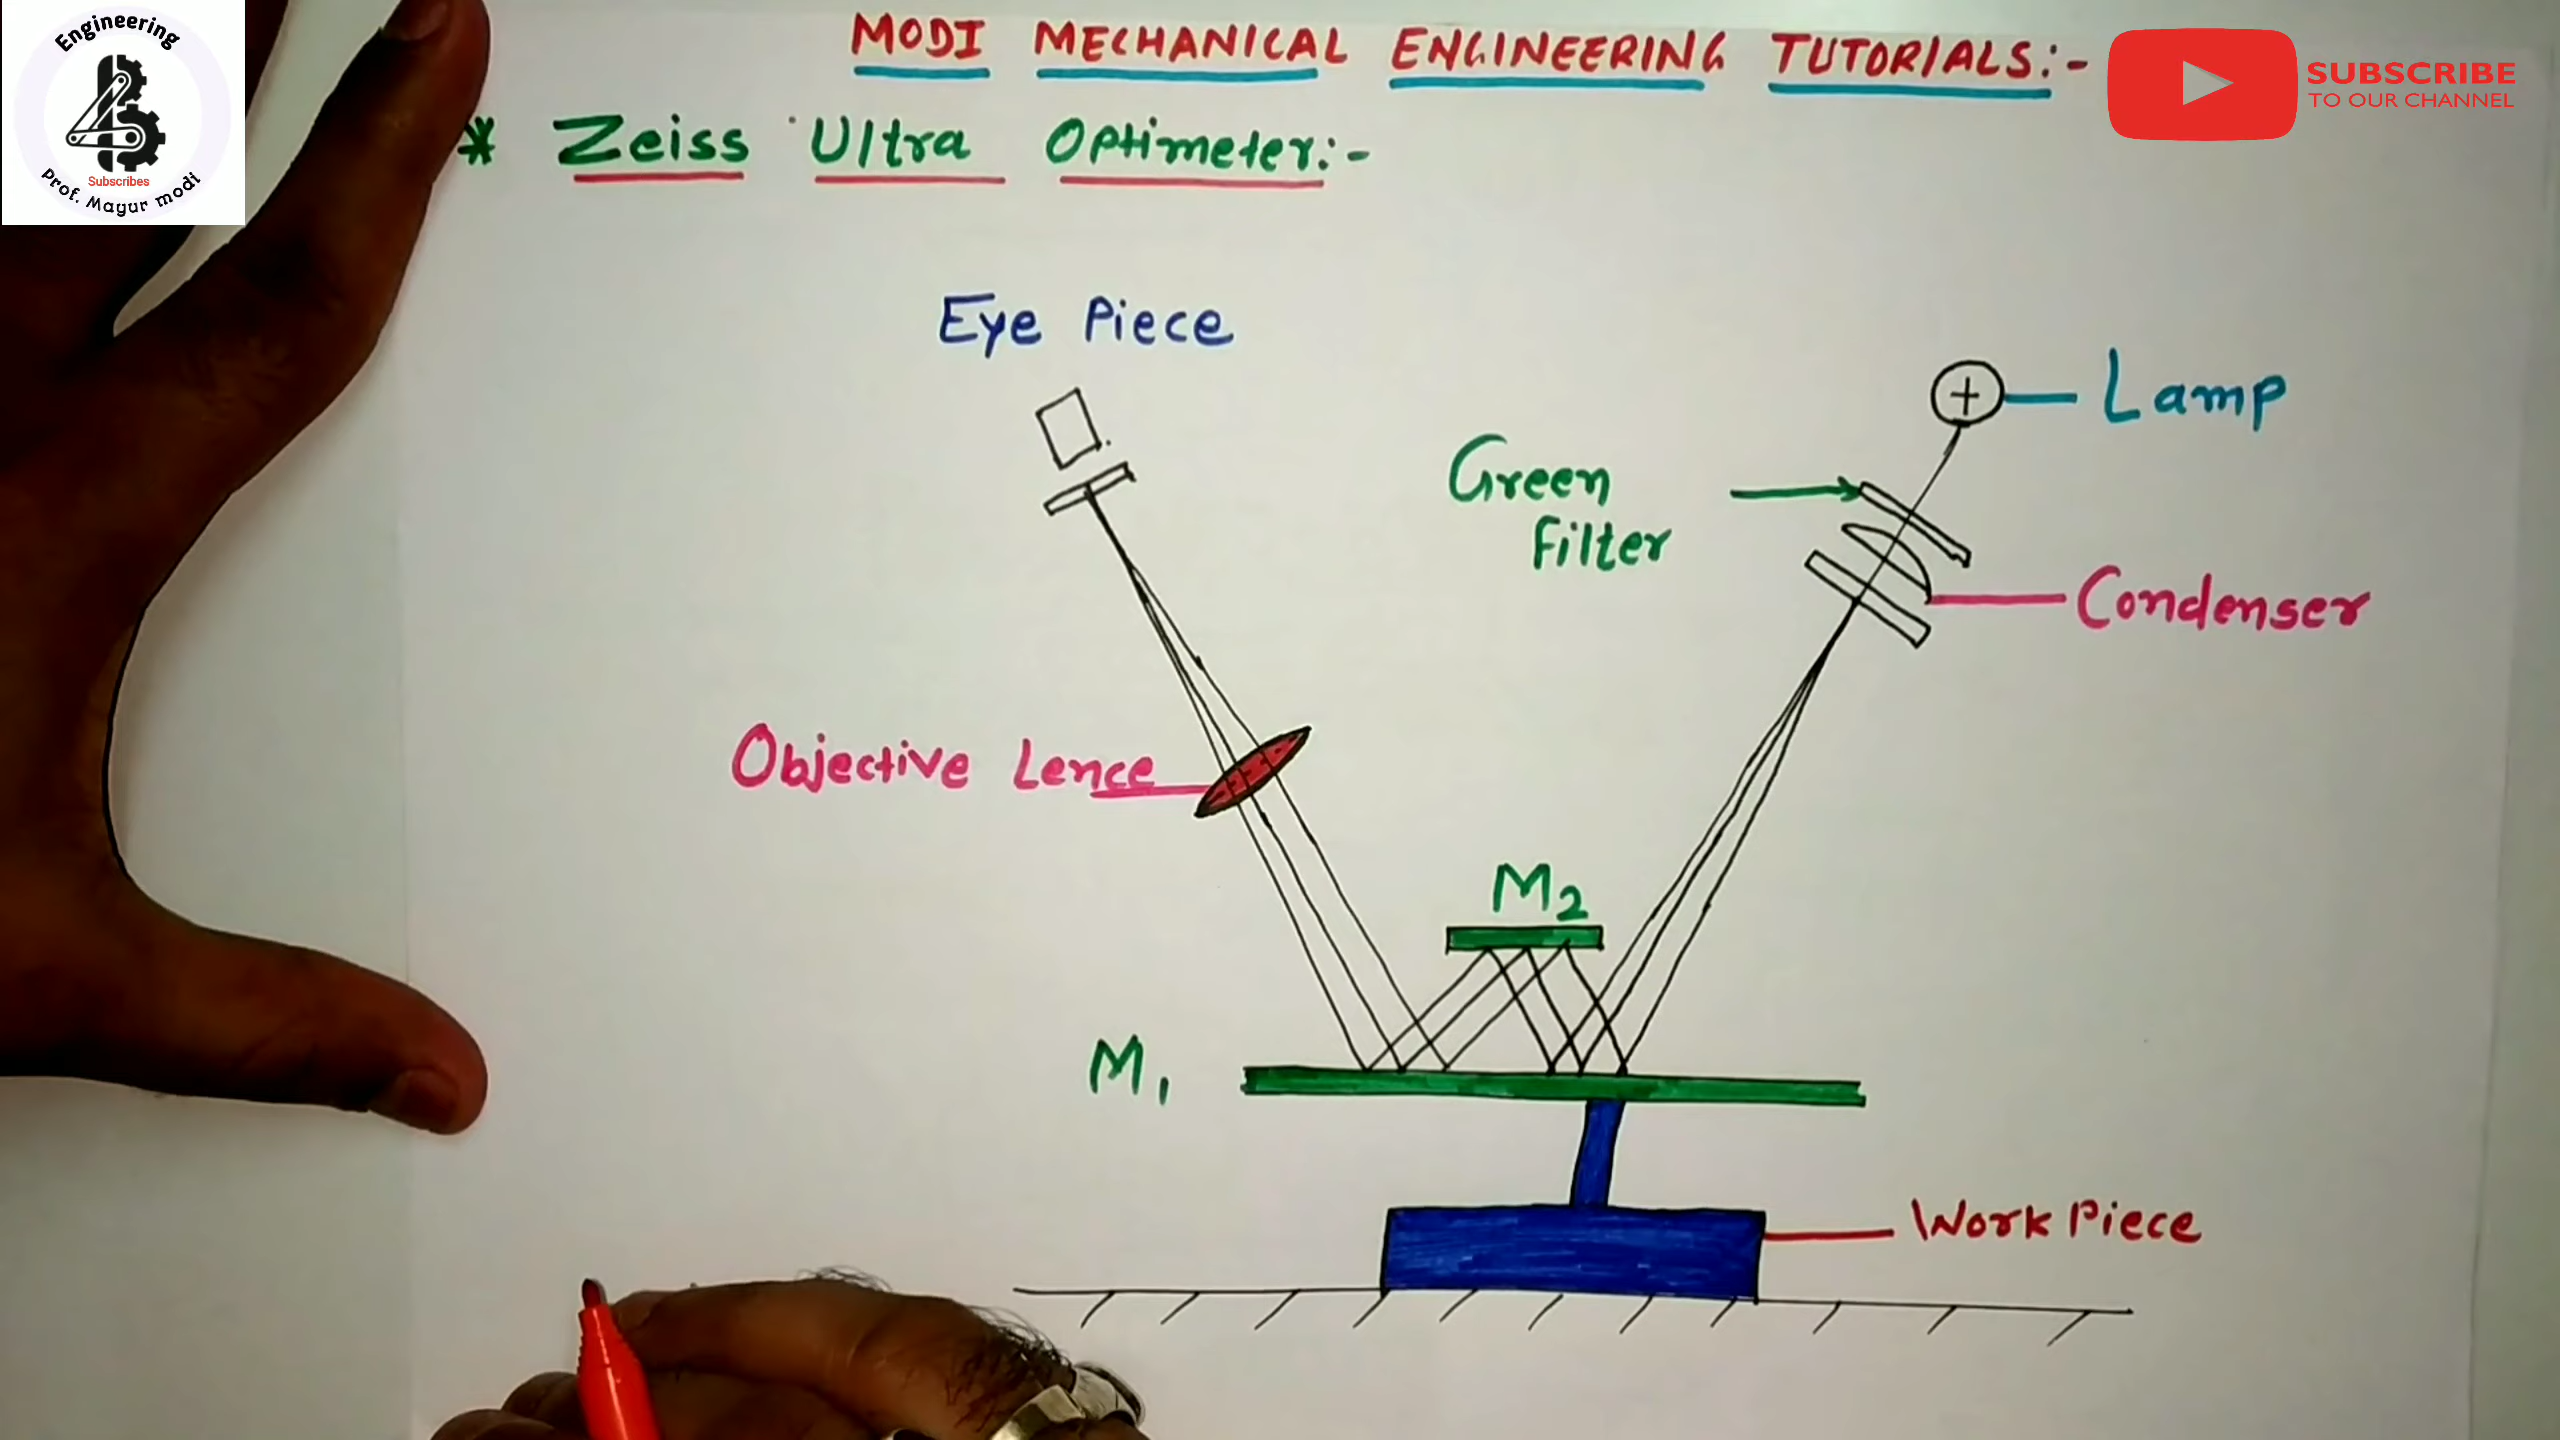 Engineering
Subscribes
Prof. Mayur modi
MODI MECHANICAL ENGINEERING TUTORIALS:-
SUBSCRIBE
TO OUR CHANNEL
* Zeiss Ultra Optimeter:-
Eye Piece
Lamp
Green
Filter
Condenser
Objective Lence
M2
M1
Work Piece